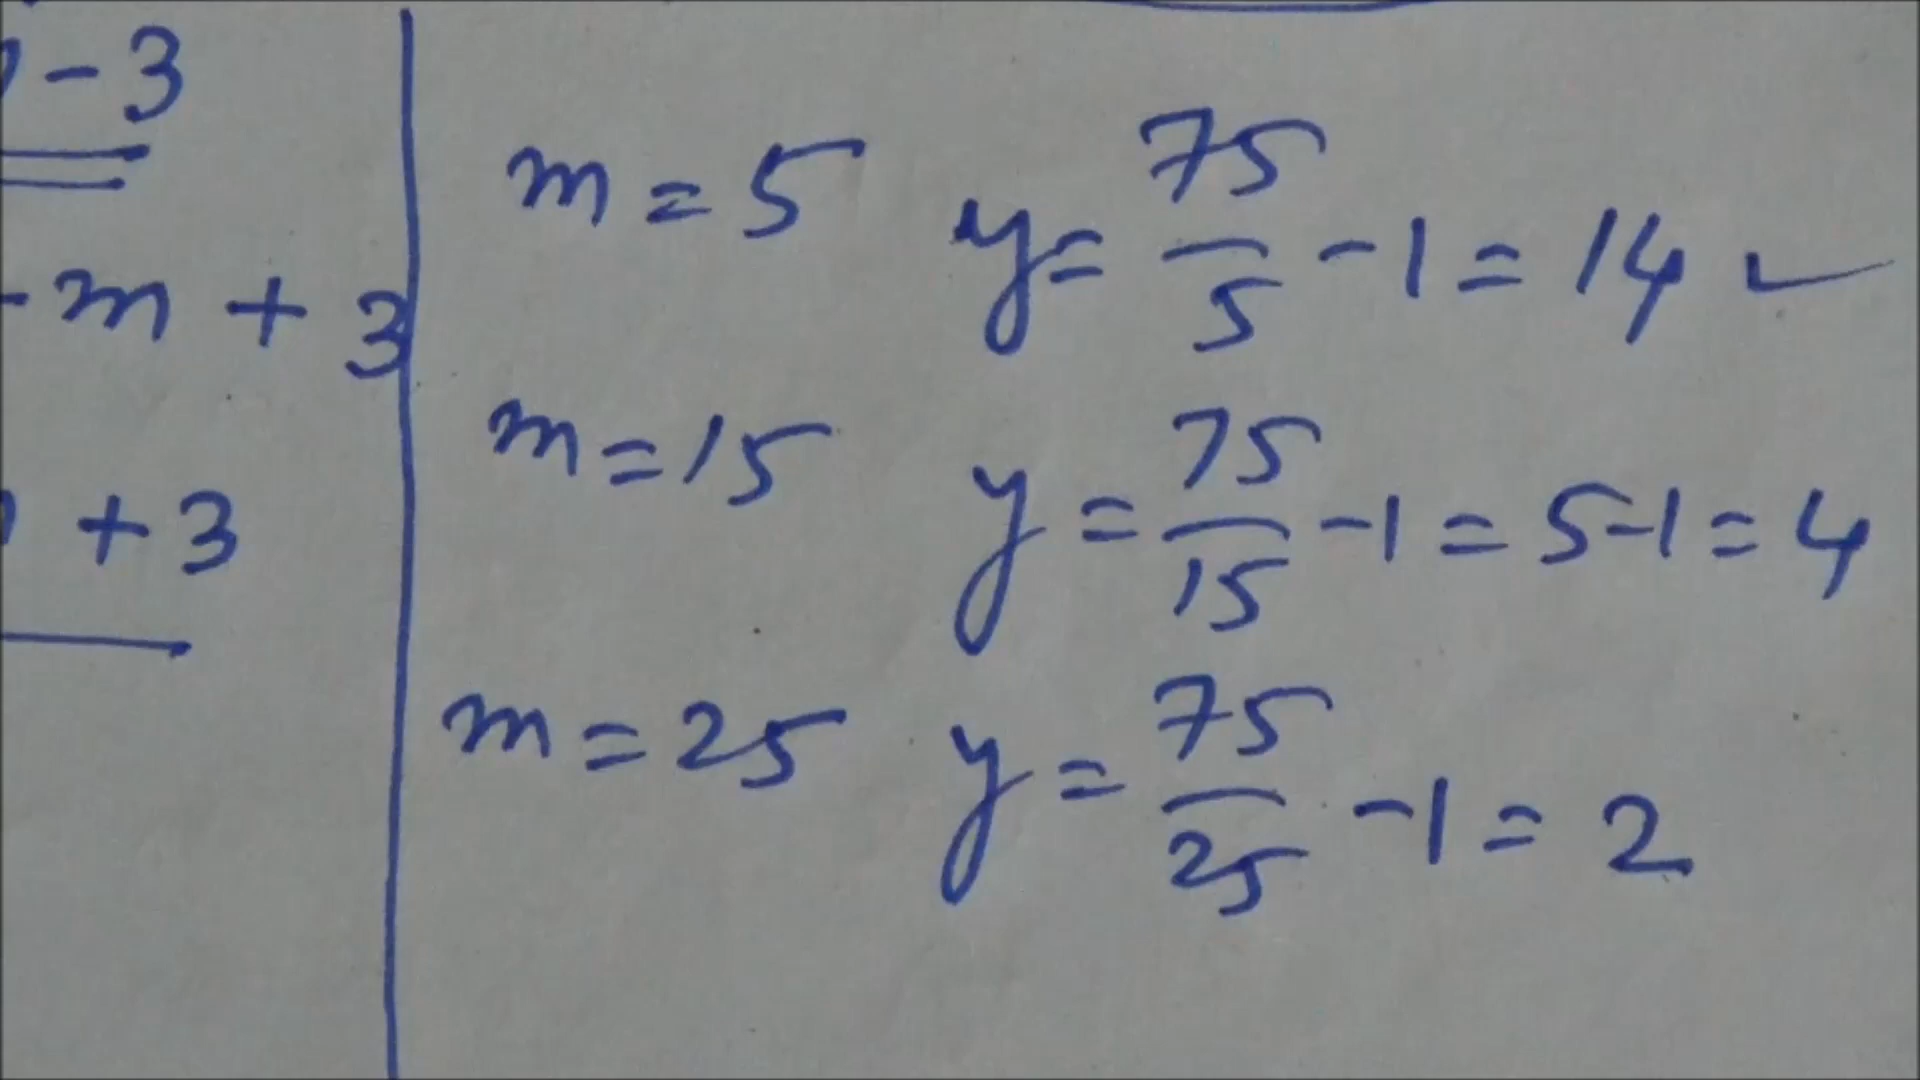 - 3
- m + 3
+ 3
m = 5 y = 75/5 - 1 = 14 ✓
m = 15 y = 75/15 - 1 = 5 - 1 = 4
m = 25 y = 75/25 - 1 = 2